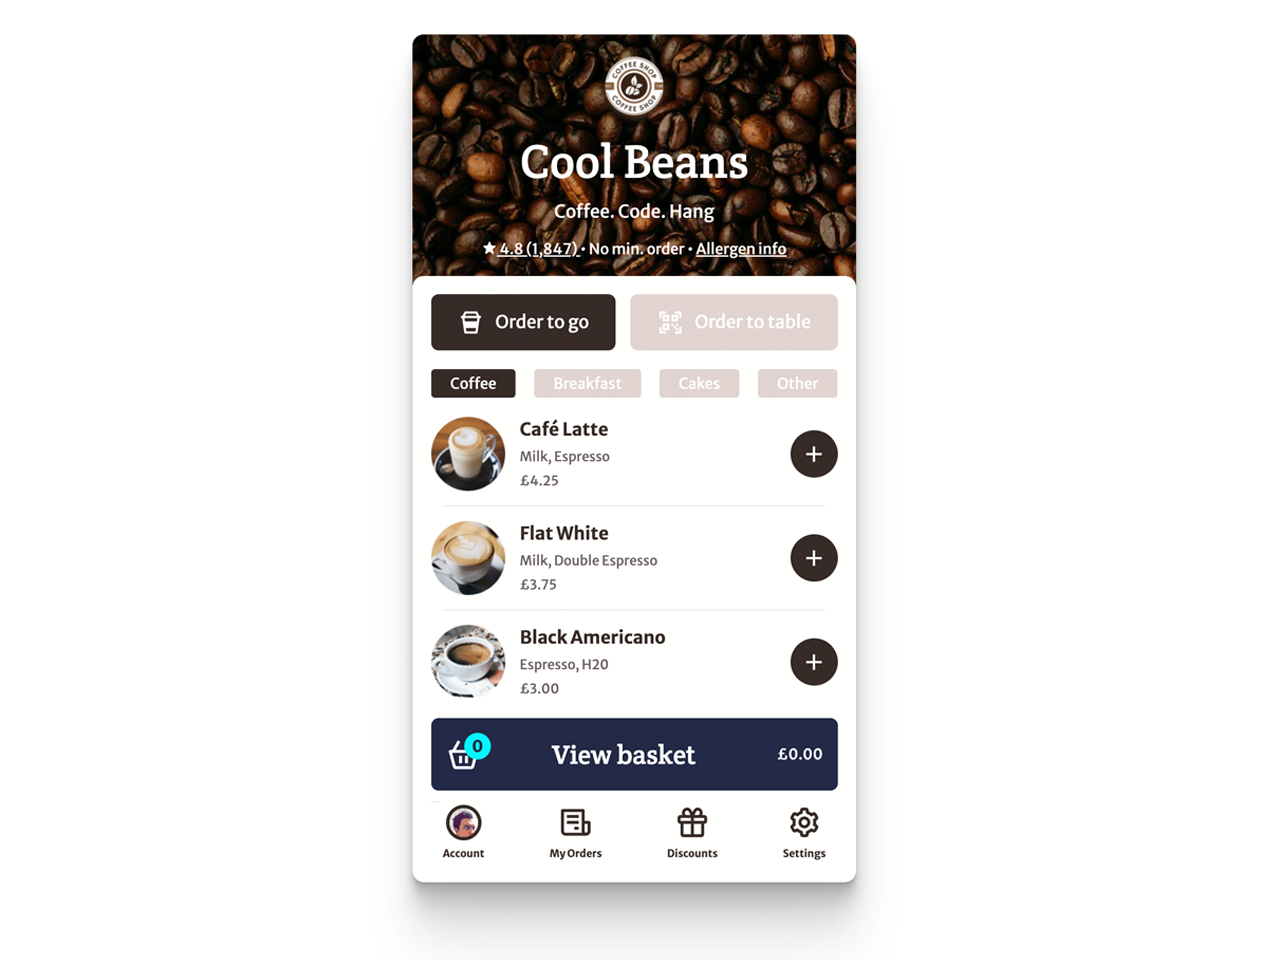 COFFEE SHOP
COFFEE SHOP
Cool Beans
Coffee. Code. Hang
★ 4.8 (1,847) • No min. order • Allergen info
Order to go
Order to table
Coffee
Breakfast
Cakes
Other
Café Latte
Milk, Espresso
£4.25
Flat White
Milk, Double Espresso
£3.75
Black Americano
Espresso, H20
£3.00
0
View basket
£0.00
Account
My Orders
Discounts
Settings